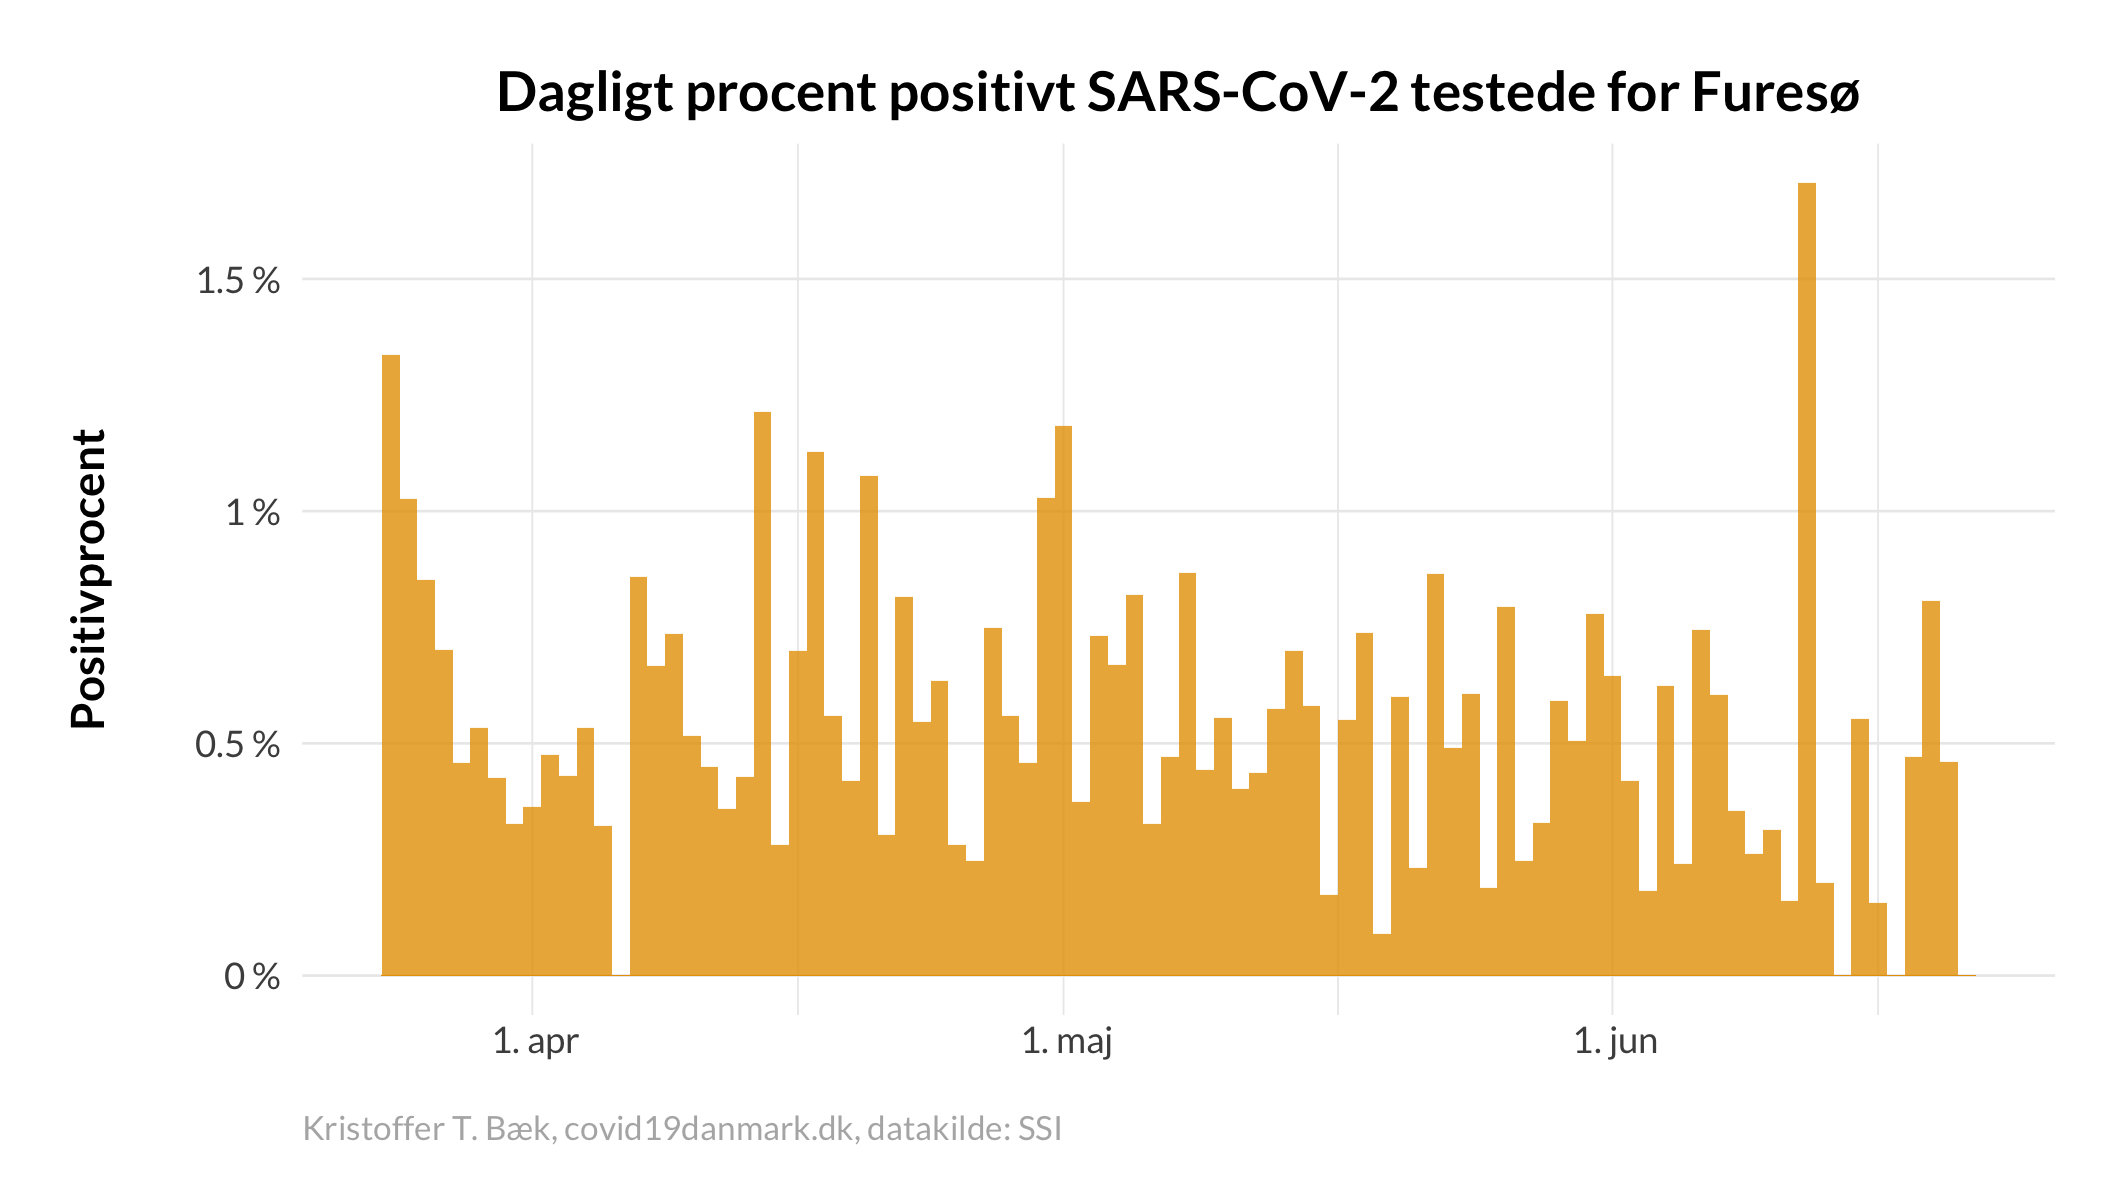 Dagligt procent positivt SARS-CoV-2 testede for Furesø
Positivprocent
1.5 %
1 %
0.5 %
0 %
1. apr
1. maj
1. jun
Kristoffer T. Bæk, covid19danmark.dk, datakilde: SSI